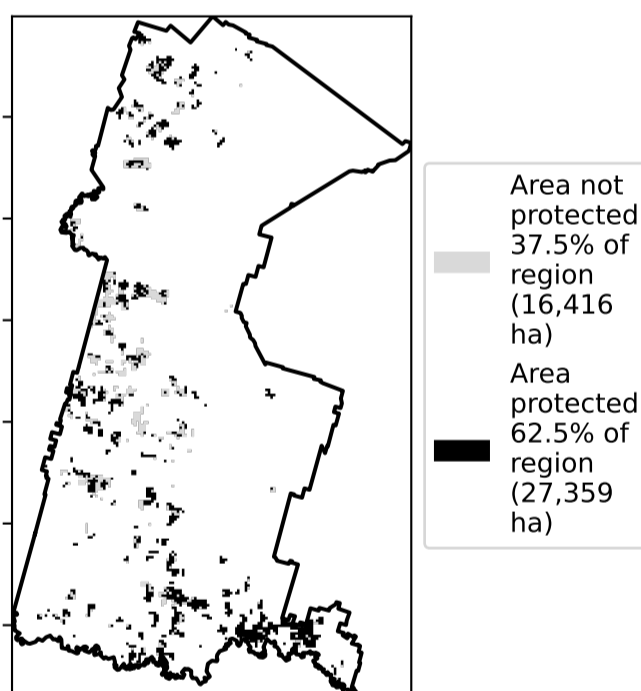 Area not
protected
37.5% of
region
(16,416
ha)
Area
protected
62.5% of
region
(27,359
ha)